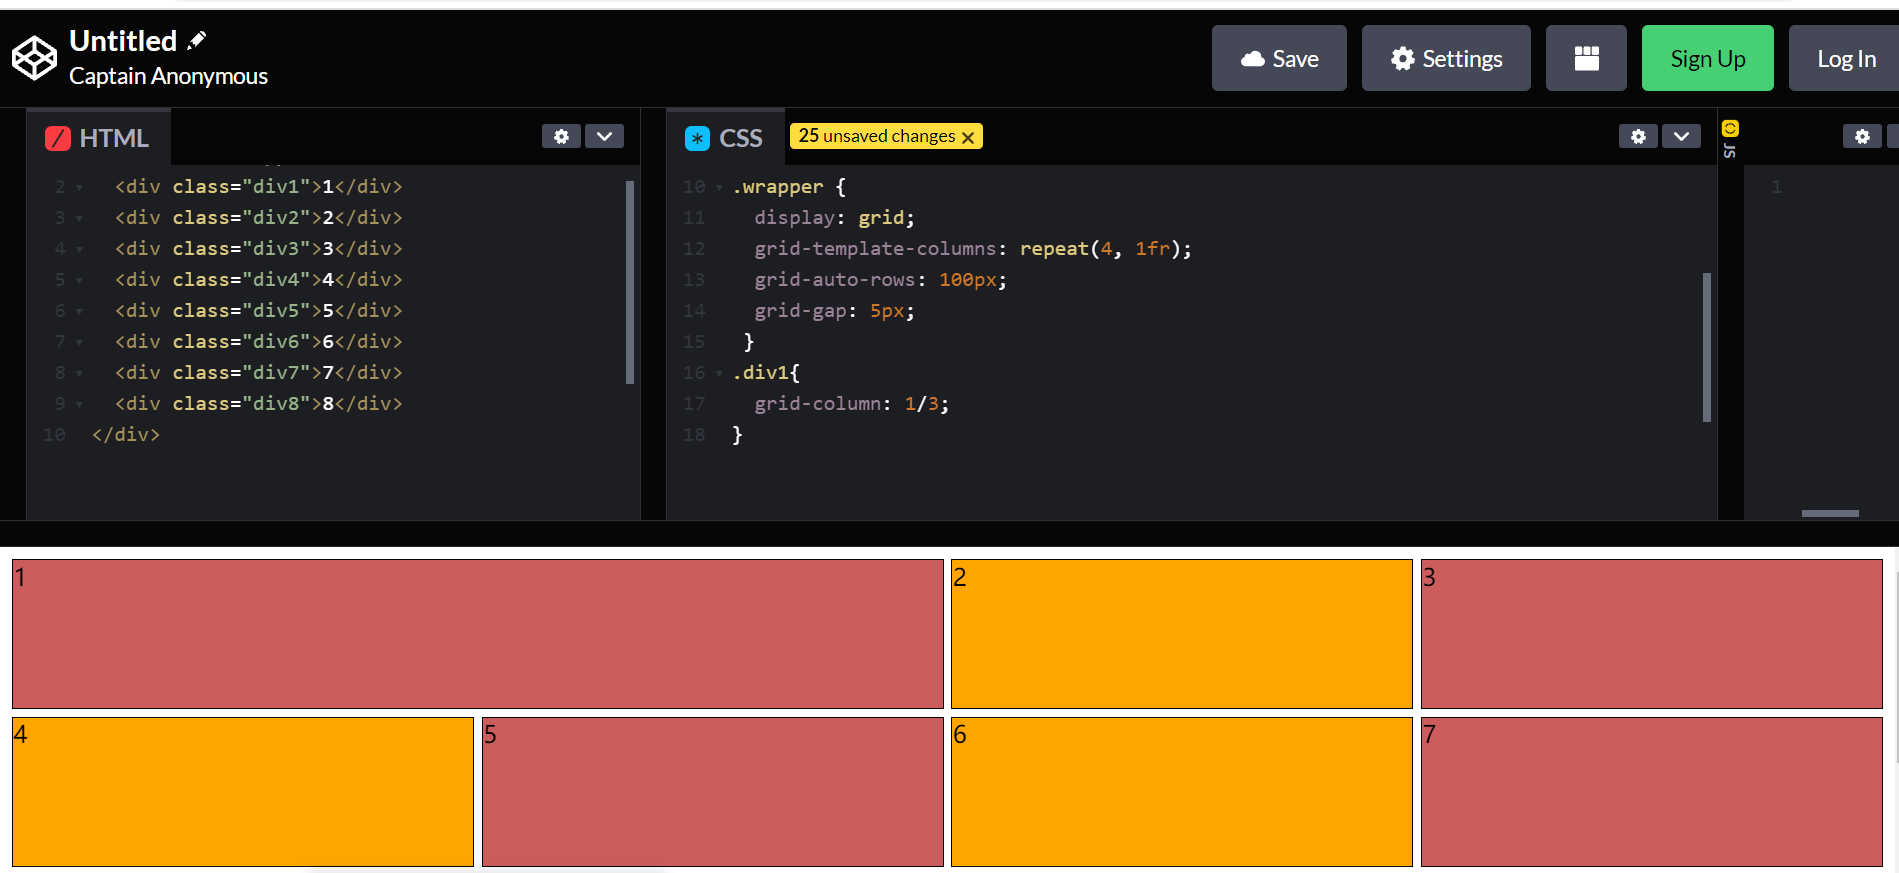 Untitled
Captain Anonymous
Save
Settings
Sign Up
Log In
HTML
2 <div class="div1">1</div>
3 <div class="div2">2</div>
4 <div class="div3">3</div>
5 <div class="div4">4</div>
6 <div class="div5">5</div>
7 <div class="div6">6</div>
8 <div class="div7">7</div>
9 <div class="div8">8</div>
10 </div>
CSS
25 unsaved changes
10 .wrapper {
11 display: grid;
12 grid-template-columns: repeat(4, 1fr);
13 grid-auto-rows: 100px;
14 grid-gap: 5px;
15 }
16 .div1{
17 grid-column: 1/3;
18 }
JS
1
1
2
3
4
5
6
7